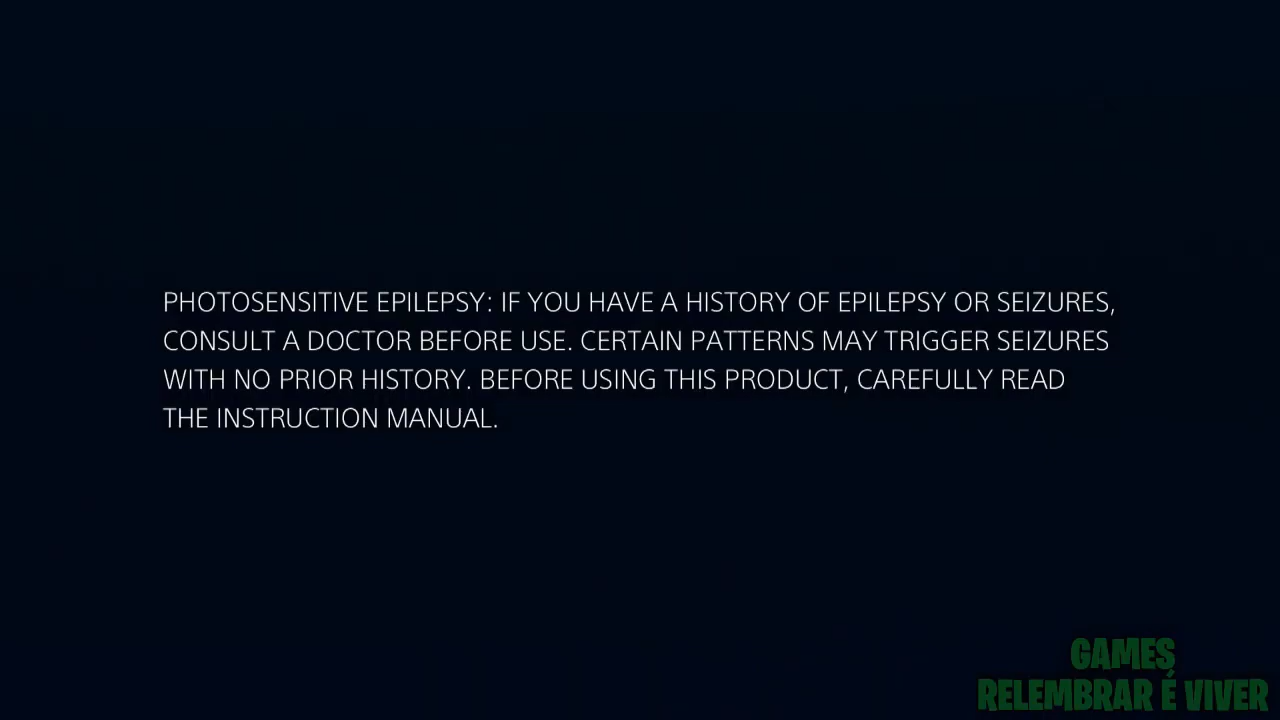 PHOTOSENSITIVE EPILEPSY: IF YOU HAVE A HISTORY OF EPILEPSY OR SEIZURES,
CONSULT A DOCTOR BEFORE USE. CERTAIN PATTERNS MAY TRIGGER SEIZURES
WITH NO PRIOR HISTORY. BEFORE USING THIS PRODUCT, CAREFULLY READ
THE INSTRUCTION MANUAL.
GAMES
RELEMBRAR É VIVER